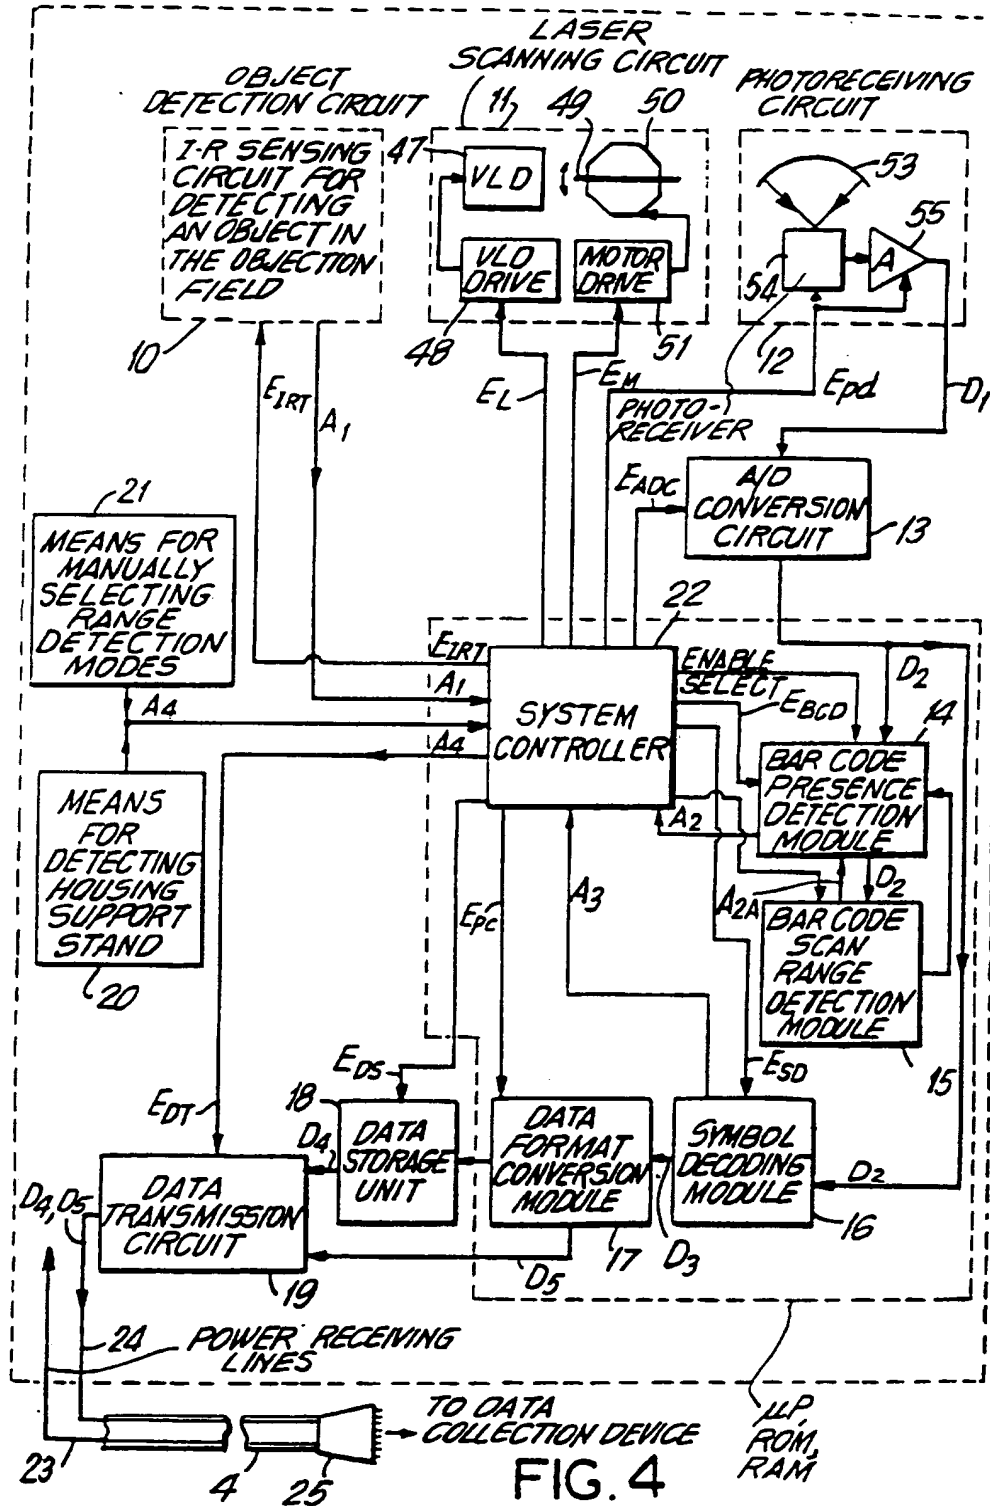 LASER
SCANNING CIRCUIT
OBJECT
DETECTION CIRCUIT
PHOTORECEIVING
CIRCUIT
11
49
50
47
53
55
I-R SENSING
CIRCUIT FOR
DETECTING
AN OBJECT IN
THE OBJECTION
FIELD
VLD
VLD
DRIVE
MOTOR
DRIVE
54
A
10
48
51
12
EIRT
A1
EL
EM
PHOTO-
RECEIVER
Epd
D1
EADC
A/D
CONVERSION
CIRCUIT
13
21
MEANS FOR
MANUALLY
SELECTING
RANGE
DETECTION
MODES
22
EIRT
A1
A4
A4
SYSTEM
CONTROLLER
ENABLE
SELECT
EBCD
D2
14
BAR CODE
PRESENCE
DETECTION
MODULE
A2
MEANS
FOR
DETECTING
HOUSING
SUPPORT
STAND
20
EPC
A3
A2A
D2
BAR CODE
SCAN
RANGE
DETECTION
MODULE
15
EDT
EDS
ESD
18
DATA
STORAGE
UNIT
D4
DATA
FORMAT
CONVERSION
MODULE
SYMBOL
DECODING
MODULE
D2
16
D4, D5
DATA
TRANSMISSION
CIRCUIT
19
D5
17
D3
24
POWER RECEIVING
LINES
23
4
25
TO DATA
COLLECTION DEVICE
µP,
ROM,
RAM
FIG. 4